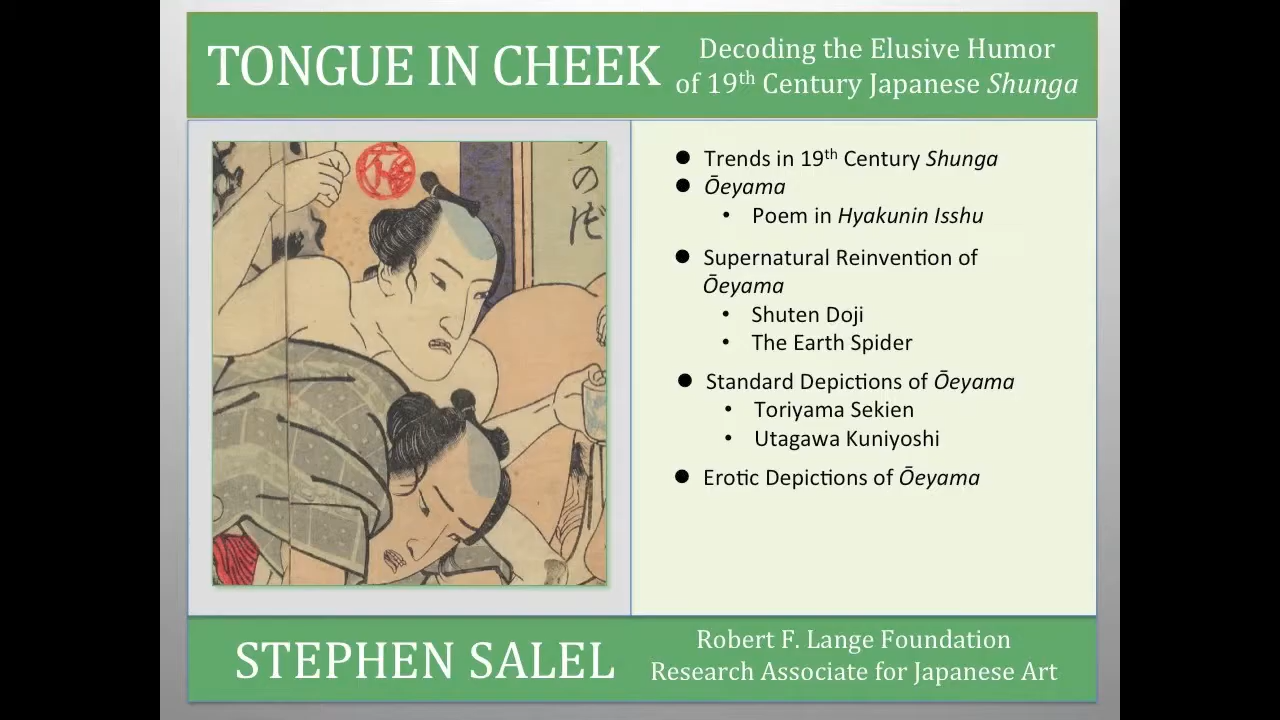 TONGUE IN CHEEK
Decoding the Elusive Humor
of 19th Century Japanese Shunga
Trends in 19th Century Shunga
Ōeyama
Poem in Hyakunin Isshu
Supernatural Reinvention of
Ōeyama
Shuten Doji
The Earth Spider
Standard Depictions of Ōeyama
Toriyama Sekien
Utagawa Kuniyoshi
Erotic Depictions of Ōeyama
STEPHEN SALEL
Robert F. Lange Foundation
Research Associate for Japanese Art